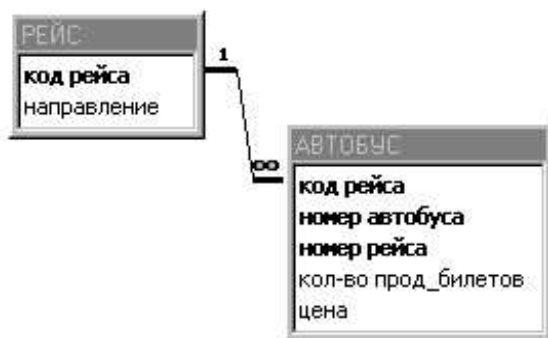 РЕЙС
код рейса
направление
1
∞
АВТОБУС
код рейса
номер автобуса
номер рейса
кол-во прод_билетов
цена